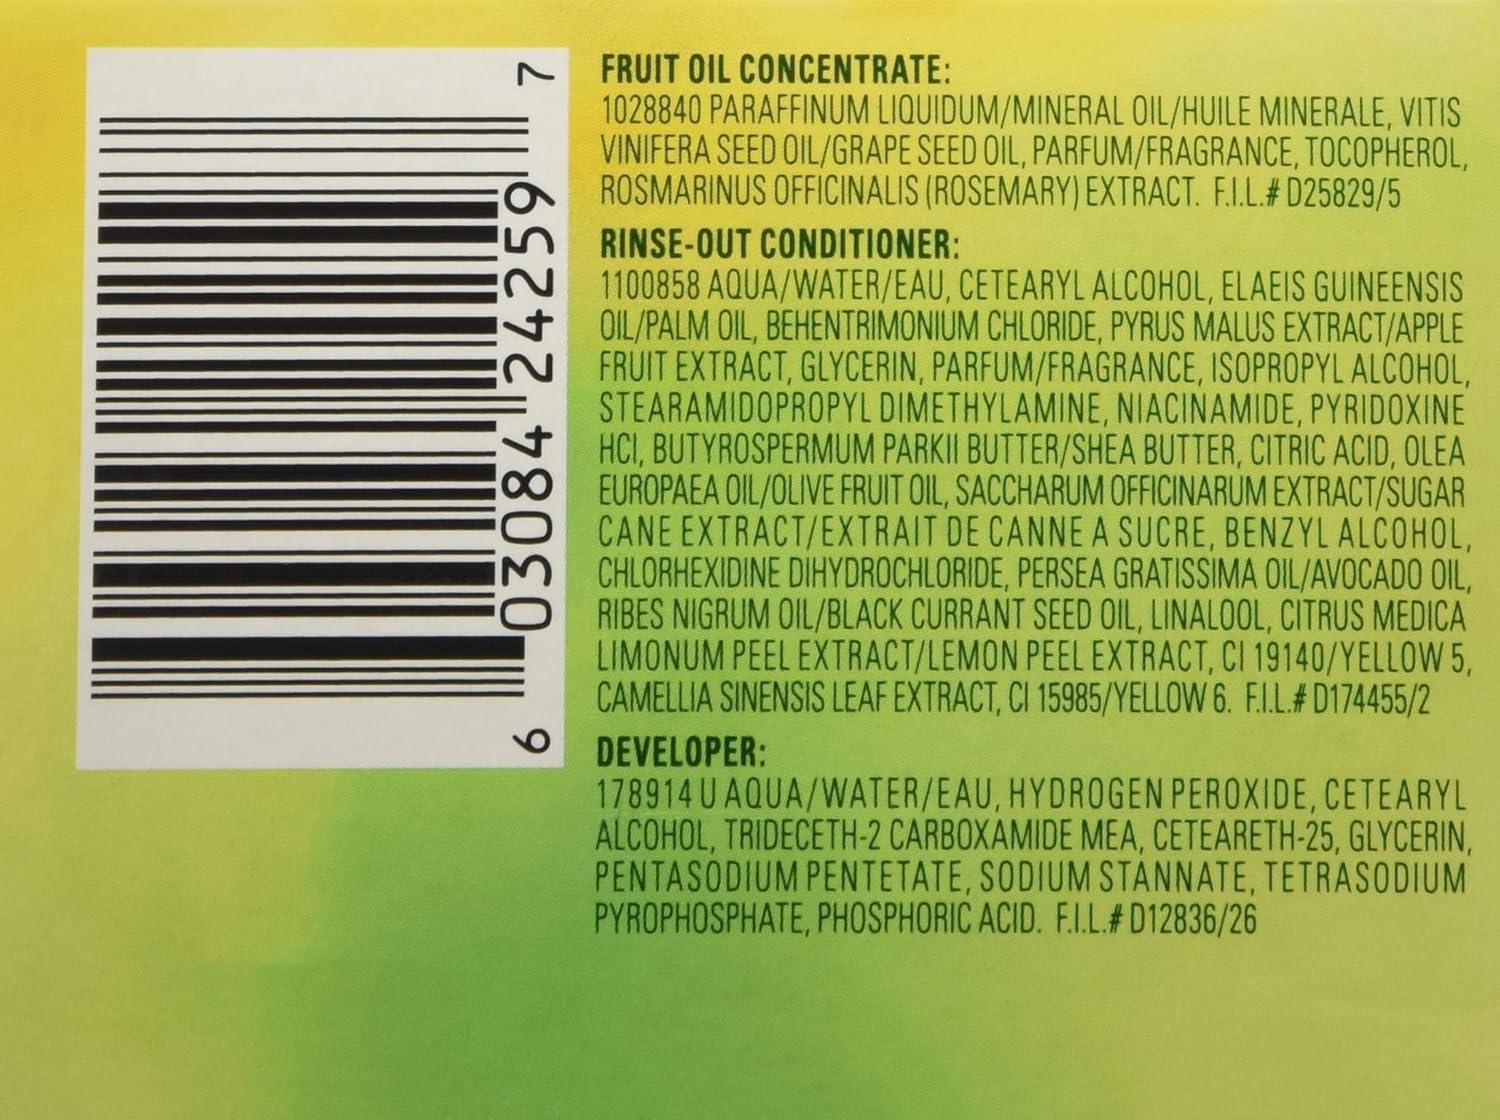 6 03084 24259 7
FRUIT OIL CONCENTRATE:
1028840 PARAFFINUM LIQUIDUM/MINERAL OIL/HUILE MINERALE, VITIS
VINIFERA SEED OIL/GRAPE SEED OIL, PARFUM/FRAGRANCE, TOCOPHEROL,
ROSMARINUS OFFICINALIS (ROSEMARY) EXTRACT. F.I.L.# D25829/5
RINSE-OUT CONDITIONER:
1100858 AQUA/WATER/EAU, CETEARYL ALCOHOL, ELAEIS GUINEENSIS
OIL/PALM OIL, BEHENTRIMONIUM CHLORIDE, PYRUS MALUS EXTRACT/APPLE
FRUIT EXTRACT, GLYCERIN, PARFUM/FRAGRANCE, ISOPROPYL ALCOHOL,
STEARAMIDOPROPYL DIMETHYLAMINE, NIACINAMIDE, PYRIDOXINE
HCl, BUTYROSPERMUM PARKII BUTTER/SHEA BUTTER, CITRIC ACID, OLEA
EUROPAEA OIL/OLIVE FRUIT OIL, SACCHARUM OFFICINARUM EXTRACT/SUGAR
CANE EXTRACT/EXTRAIT DE CANNE A SUCRE, BENZYL ALCOHOL,
CHLORHEXIDINE DIHYDROCHLORIDE, PERSEA GRATISSIMA OIL/AVOCADO OIL,
RIBES NIGRUM OIL/BLACK CURRANT SEED OIL, LINALOOL, CITRUS MEDICA
LIMONUM PEEL EXTRACT/LEMON PEEL EXTRACT, CI 19140/YELLOW 5,
CAMELLIA SINENSIS LEAF EXTRACT, CI 15985/YELLOW 6. F.I.L.# D174455/2
DEVELOPER:
178914 U AQUA/WATER/EAU, HYDROGEN PEROXIDE, CETEARYL
ALCOHOL, TRIDECETH-2 CARBOXAMIDE MEA, CETEARETH-25, GLYCERIN,
PENTASODIUM PENTETATE, SODIUM STANNATE, TETRASODIUM
PYROPHOSPHATE, PHOSPHORIC ACID. F.I.L.# D12836/26